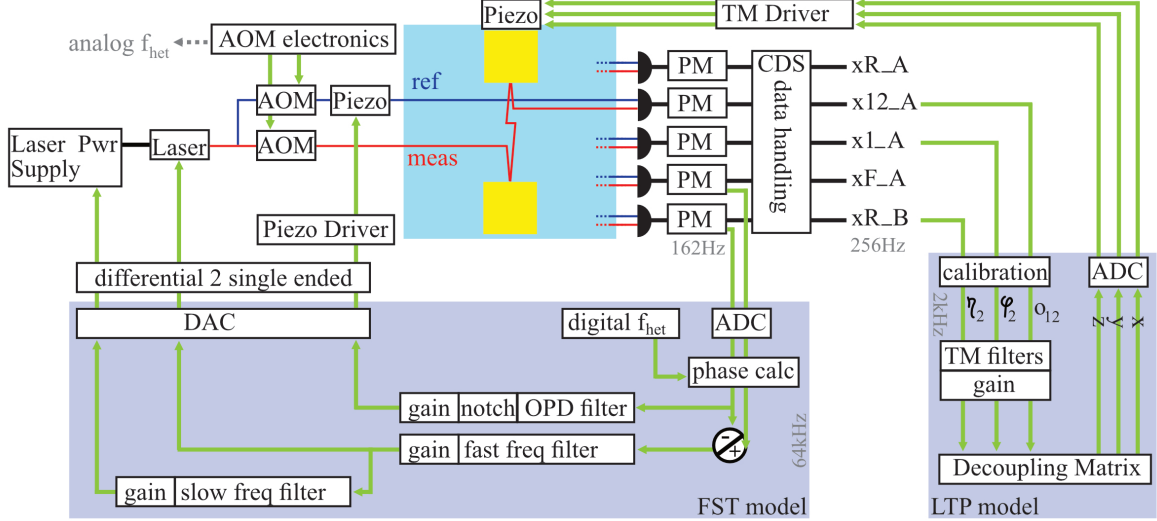 Piezo
TM Driver
analog f_het
AOM electronics
AOM
Piezo
ref
PM
CDS
data handling
xR_A
PM
x12_A
Laser Pwr
Supply
Laser
AOM
meas
PM
x1_A
PM
xF_A
PM
xR_B
162Hz
256Hz
Piezo Driver
differential 2 single ended
calibration
ADC
DAC
digital f_het
ADC
2kHz
η₂
φ₂
o₁₂
z
y
x
phase calc
TM filters
gain
gain
notch
OPD filter
-
+
64kHz
gain
fast freq filter
gain
slow freq filter
Decoupling Matrix
FST model
LTP model